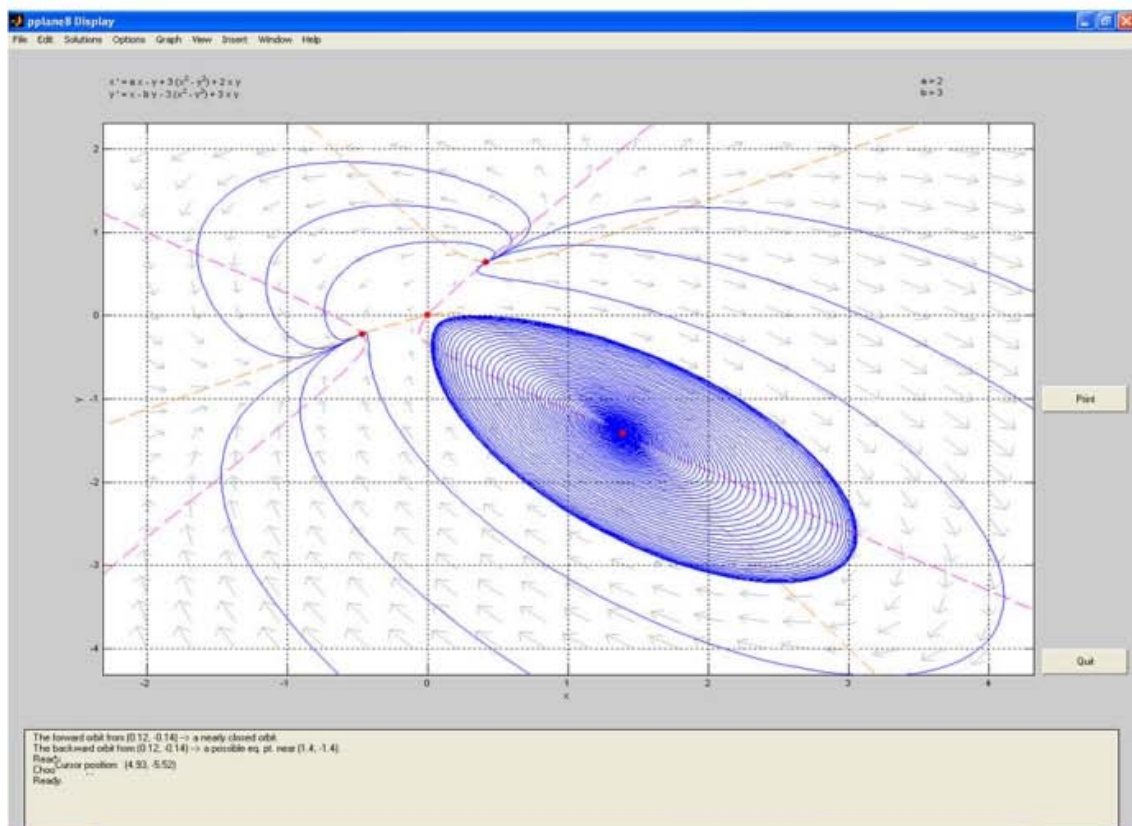 pplane8 Display
File Edit Solutions Options Graph View Insert Window Help
x' = a x - y + 3 (x² - y²) + 2 x y
y' = x - b y - 3 (x² - y²) + 3 x y
a = 2
b = 3
2
1
0
-1
-2
-3
-4
y
-2 -1 0 1 2 3 4
x
Print
Quit
The forward orbit from (0.12, -0.14) -> a nearly closed orbit.
The backward orbit from (0.12, -0.14) -> a possible eq. pt. near (1.4, -1.4).
Ready.
Cursor position: (4.93, -5.52)
Ready.